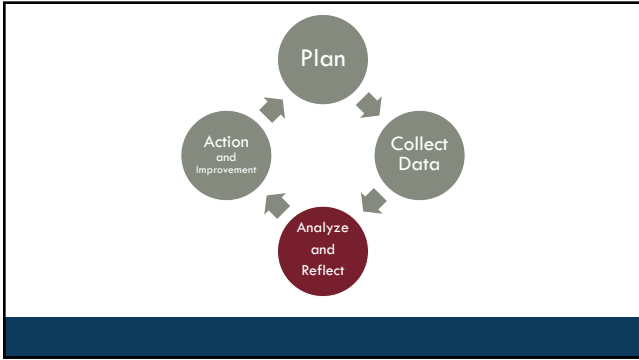 Plan
Collect
Data
Analyze
and
Reflect
Action
and
Improvement